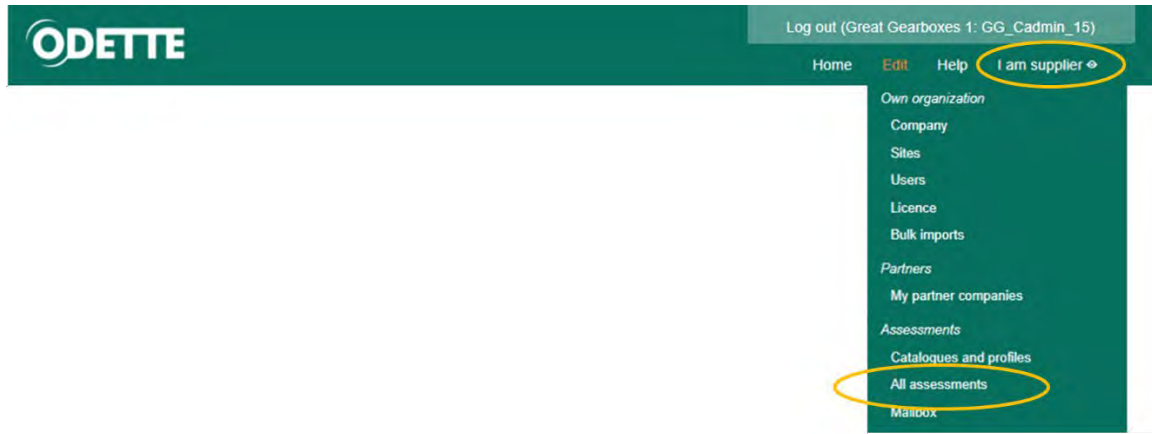 ODETTE
Log out (Great Gearboxes 1: GG_Cadmin_15)
Home Edit Help I am supplier
Own organization
Company
Sites
Users
Licence
Bulk imports
Partners
My partner companies
Assessments
Catalogues and profiles
All assessments
Mailbox